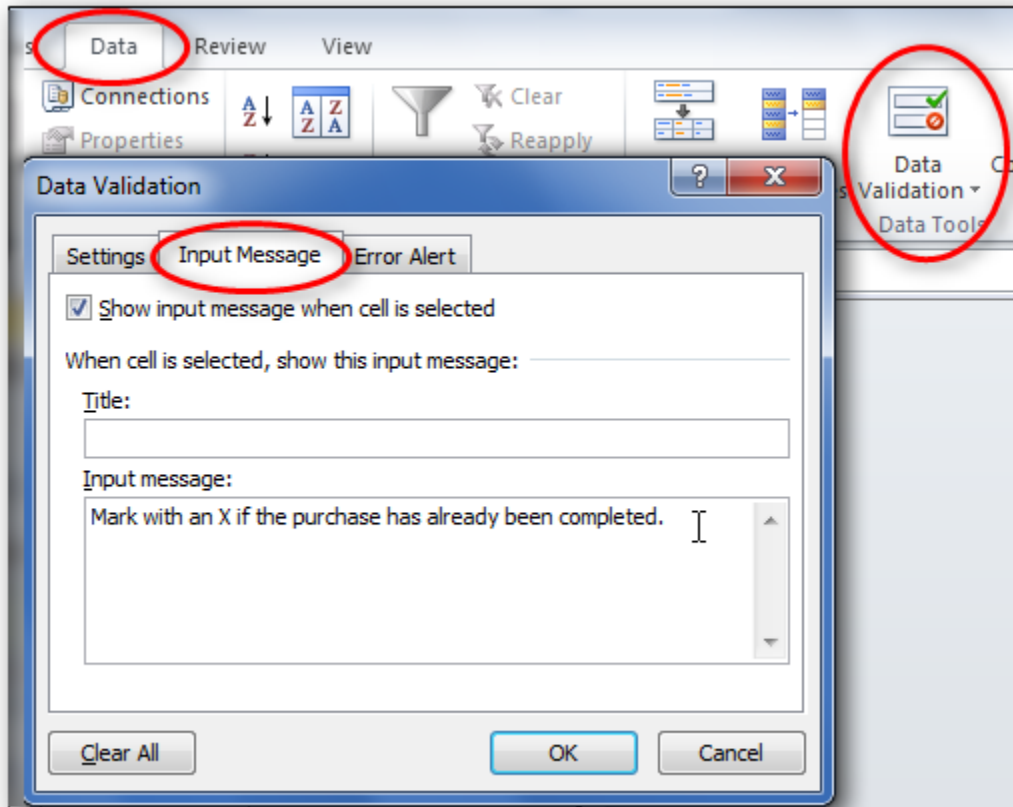 Data Review View
Connections
Clear
Properties
Reapply
Data
Validation
Data Tools
Data Validation
Settings Input Message Error Alert
Show input message when cell is selected
When cell is selected, show this input message:
Title:
Input message:
Mark with an X if the purchase has already been completed.
Clear All OK Cancel